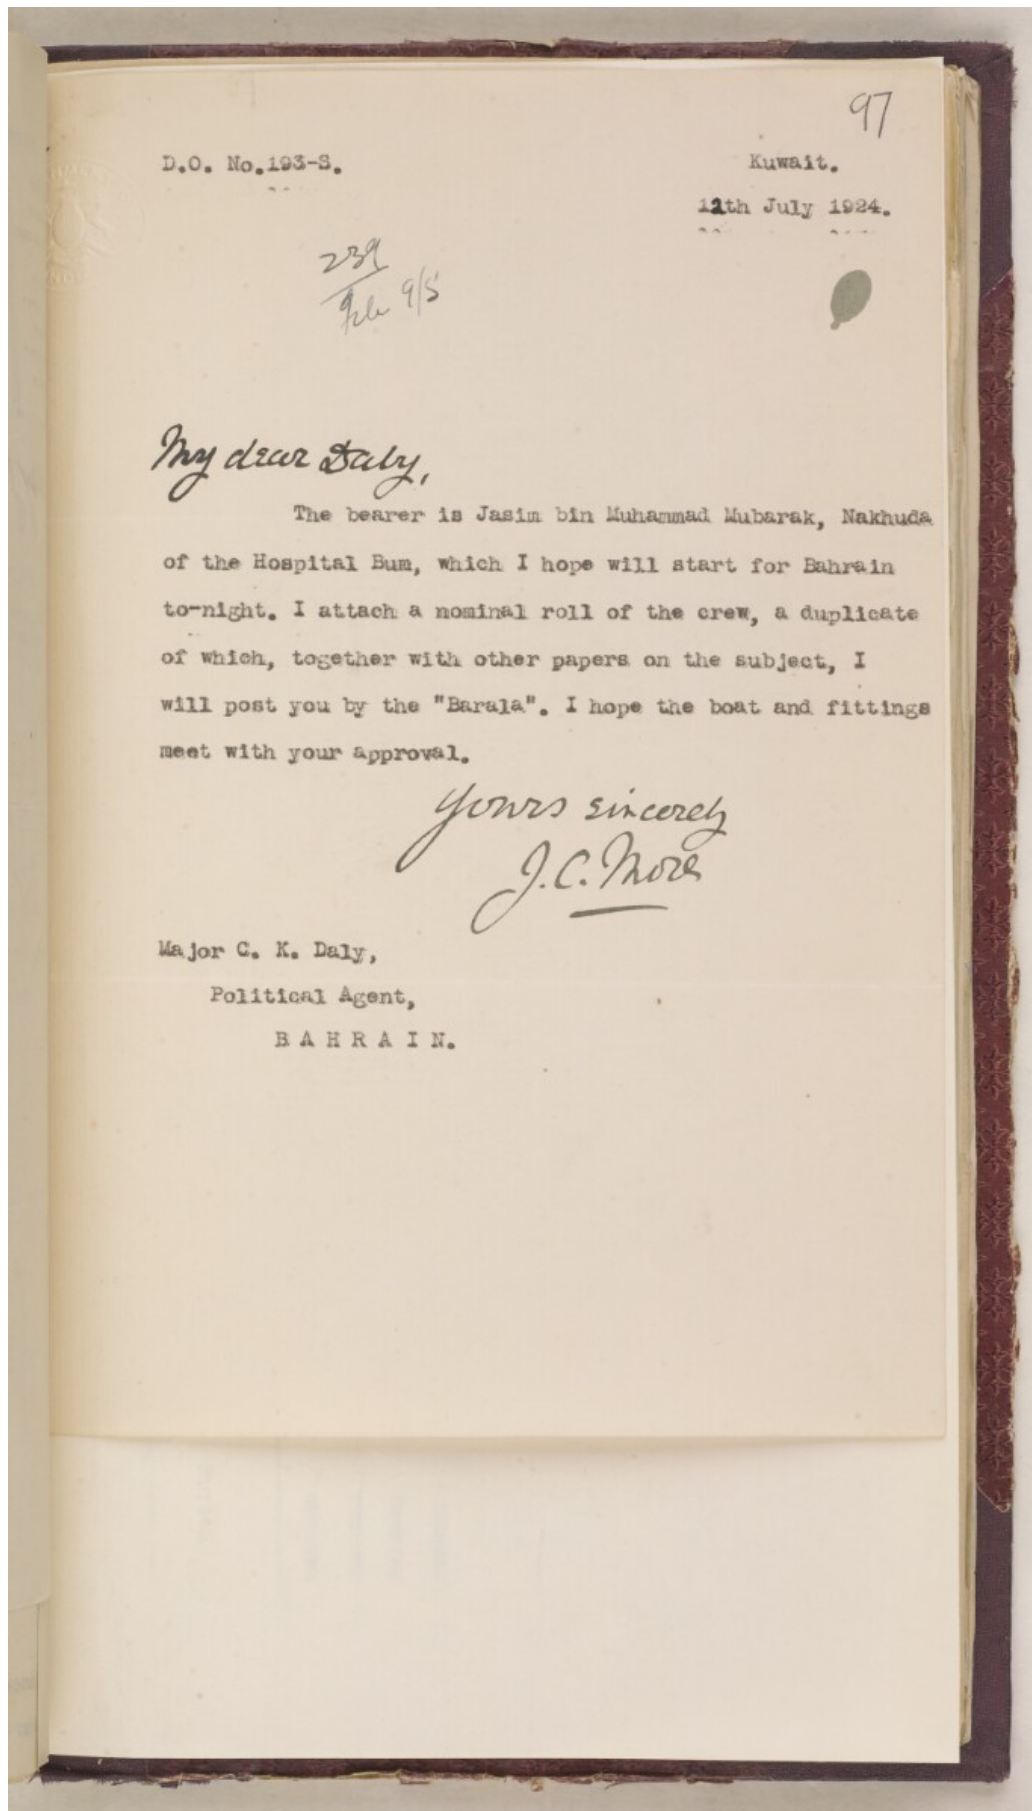 97
D.O. No.193-S.
Kuwait.
12th July 1924.
239
9/5
My dear Daly,
The bearer is Jasim bin Muhammad Mubarak, Nakhuda
of the Hospital Bum, which I hope will start for Bahrain
to-night. I attach a nominal roll of the crew, a duplicate
of which, together with other papers on the subject, I
will post you by the "Barala". I hope the boat and fittings
meet with your approval.
Yours sincerely
J.C. More
Major C. K. Daly,
Political Agent,
B A H R A I N.